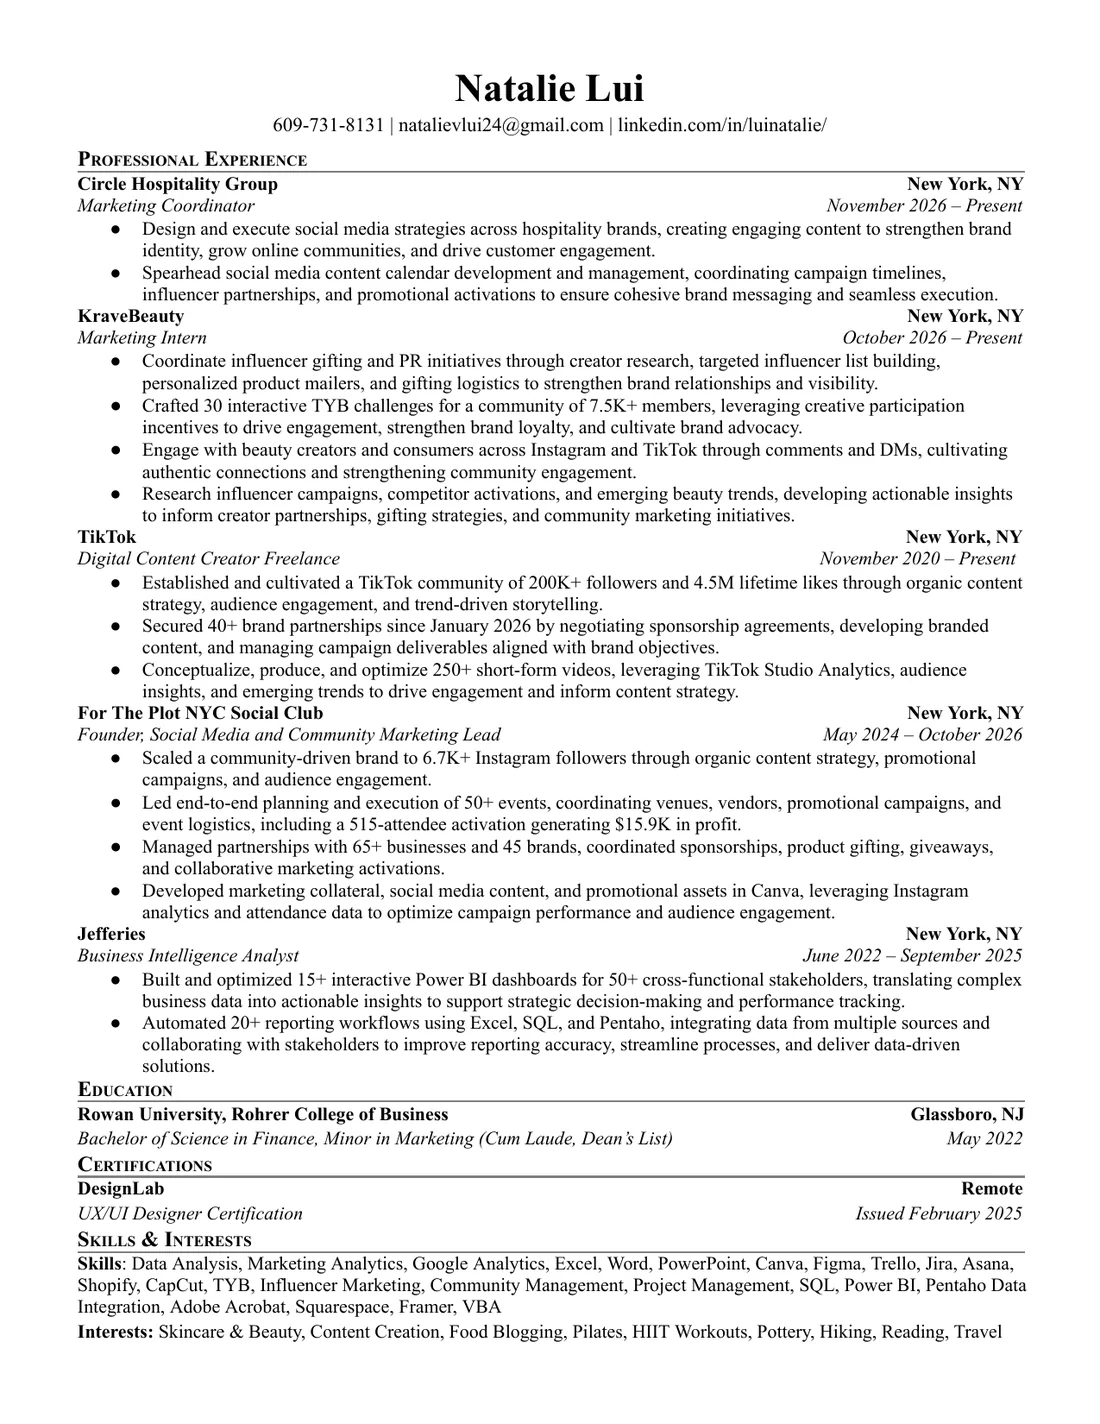 Natalie Lui
609-731-8131 | natalievlui24@gmail.com | linkedin.com/in/luinatalie/
PROFESSIONAL EXPERIENCE
Circle Hospitality Group New York, NY
Marketing Coordinator November 2026 – Present
● Design and execute social media strategies across hospitality brands, creating engaging content to strengthen brand
identity, grow online communities, and drive customer engagement.
● Spearhead social media content calendar development and management, coordinating campaign timelines,
influencer partnerships, and promotional activations to ensure cohesive brand messaging and seamless execution.
KraveBeauty New York, NY
Marketing Intern October 2026 – Present
● Coordinate influencer gifting and PR initiatives through creator research, targeted influencer list building,
personalized product mailers, and gifting logistics to strengthen brand relationships and visibility.
● Crafted 30 interactive TYB challenges for a community of 7.5K+ members, leveraging creative participation
incentives to drive engagement, strengthen brand loyalty, and cultivate brand advocacy.
● Engage with beauty creators and consumers across Instagram and TikTok through comments and DMs, cultivating
authentic connections and strengthening community engagement.
● Research influencer campaigns, competitor activations, and emerging beauty trends, developing actionable insights
to inform creator partnerships, gifting strategies, and community marketing initiatives.
TikTok New York, NY
Digital Content Creator Freelance November 2020 – Present
● Established and cultivated a TikTok community of 200K+ followers and 4.5M lifetime likes through organic content
strategy, audience engagement, and trend-driven storytelling.
● Secured 40+ brand partnerships since January 2026 by negotiating sponsorship agreements, developing branded
content, and managing campaign deliverables aligned with brand objectives.
● Conceptualize, produce, and optimize 250+ short-form videos, leveraging TikTok Studio Analytics, audience
insights, and emerging trends to drive engagement and inform content strategy.
For The Plot NYC Social Club New York, NY
Founder, Social Media and Community Marketing Lead May 2024 – October 2026
● Scaled a community-driven brand to 6.7K+ Instagram followers through organic content strategy, promotional
campaigns, and audience engagement.
● Led end-to-end planning and execution of 50+ events, coordinating venues, vendors, promotional campaigns, and
event logistics, including a 515-attendee activation generating $15.9K in profit.
● Managed partnerships with 65+ businesses and 45 brands, coordinated sponsorships, product gifting, giveaways,
and collaborative marketing activations.
● Developed marketing collateral, social media content, and promotional assets in Canva, leveraging Instagram
analytics and attendance data to optimize campaign performance and audience engagement.
Jefferies New York, NY
Business Intelligence Analyst June 2022 – September 2025
● Built and optimized 15+ interactive Power BI dashboards for 50+ cross-functional stakeholders, translating complex
business data into actionable insights to support strategic decision-making and performance tracking.
● Automated 20+ reporting workflows using Excel, SQL, and Pentaho, integrating data from multiple sources and
collaborating with stakeholders to improve reporting accuracy, streamline processes, and deliver data-driven
solutions.
EDUCATION
Rowan University, Rohrer College of Business Glassboro, NJ
Bachelor of Science in Finance, Minor in Marketing (Cum Laude, Dean’s List) May 2022
CERTIFICATIONS
DesignLab Remote
UX/UI Designer Certification Issued February 2025
SKILLS & INTERESTS
Skills: Data Analysis, Marketing Analytics, Google Analytics, Excel, Word, PowerPoint, Canva, Figma, Trello, Jira, Asana,
Shopify, CapCut, TYB, Influencer Marketing, Community Management, Project Management, SQL, Power BI, Pentaho Data
Integration, Adobe Acrobat, Squarespace, Framer, VBA
Interests: Skincare & Beauty, Content Creation, Food Blogging, Pilates, HIIT Workouts, Pottery, Hiking, Reading, Travel